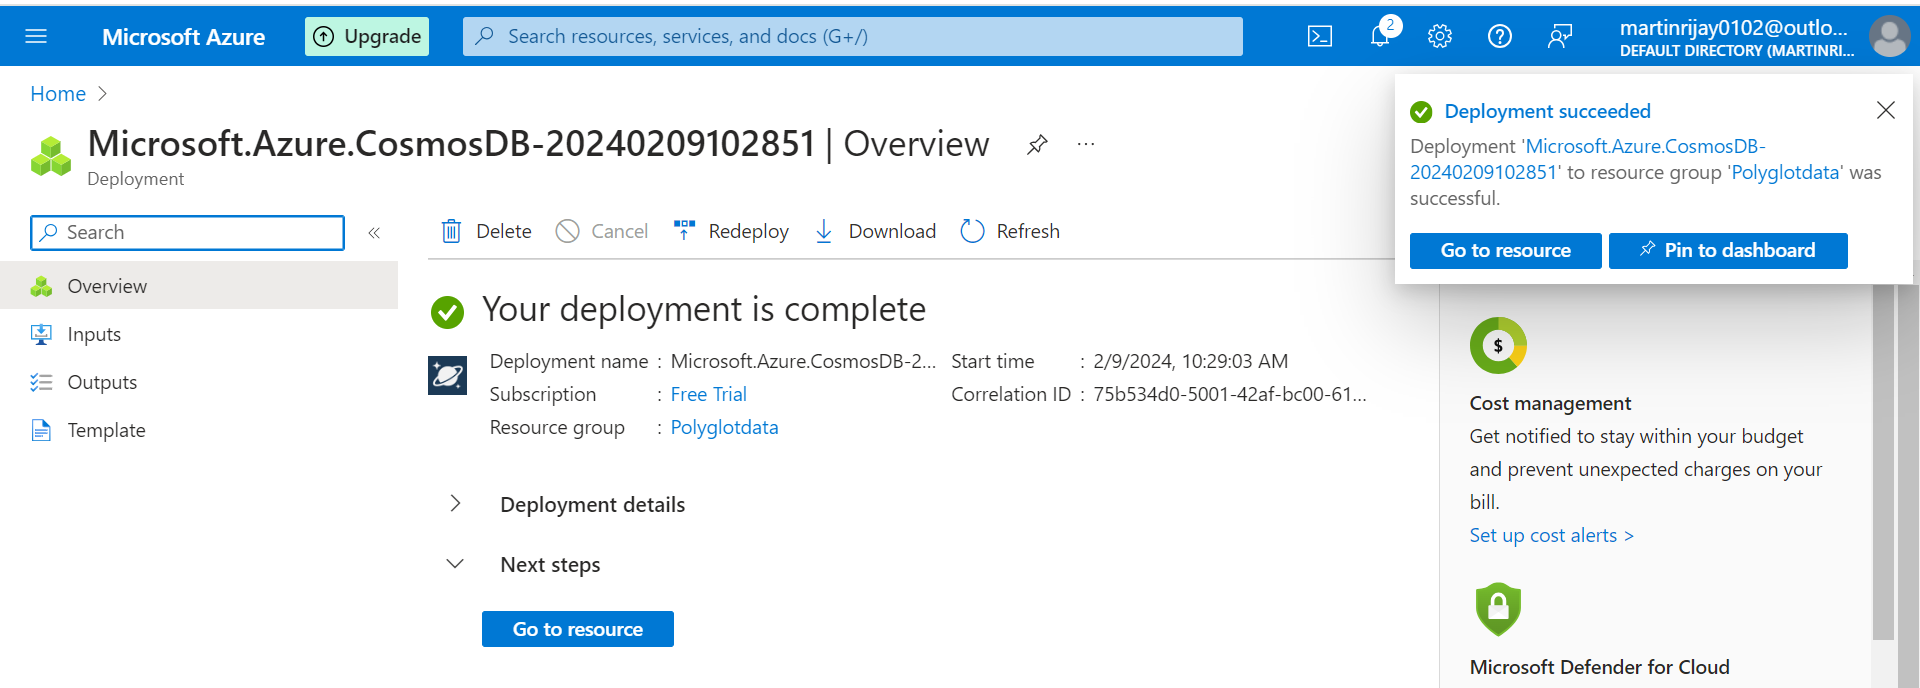 Microsoft Azure
Upgrade
Search resources, services, and docs (G+/)
2
martinrijay0102@outlo...
DEFAULT DIRECTORY (MARTINRI...
Home
Microsoft.Azure.CosmosDB-20240209102851 | Overview
...
Deployment
Deployment succeeded
Deployment 'Microsoft.Azure.CosmosDB-
20240209102851' to resource group 'Polyglotdata' was
successful.
Go to resource
Pin to dashboard
Search
«
Overview
Inputs
Outputs
Template
Delete
Cancel
Redeploy
Download
Refresh
Your deployment is complete
Deployment name : Microsoft.Azure.CosmosDB-2...
Subscription : Free Trial
Resource group : Polyglotdata
Start time : 2/9/2024, 10:29:03 AM
Correlation ID : 75b534d0-5001-42af-bc00-61...
Deployment details
Next steps
Go to resource
$
Cost management
Get notified to stay within your budget
and prevent unexpected charges on your
bill.
Set up cost alerts >
Microsoft Defender for Cloud